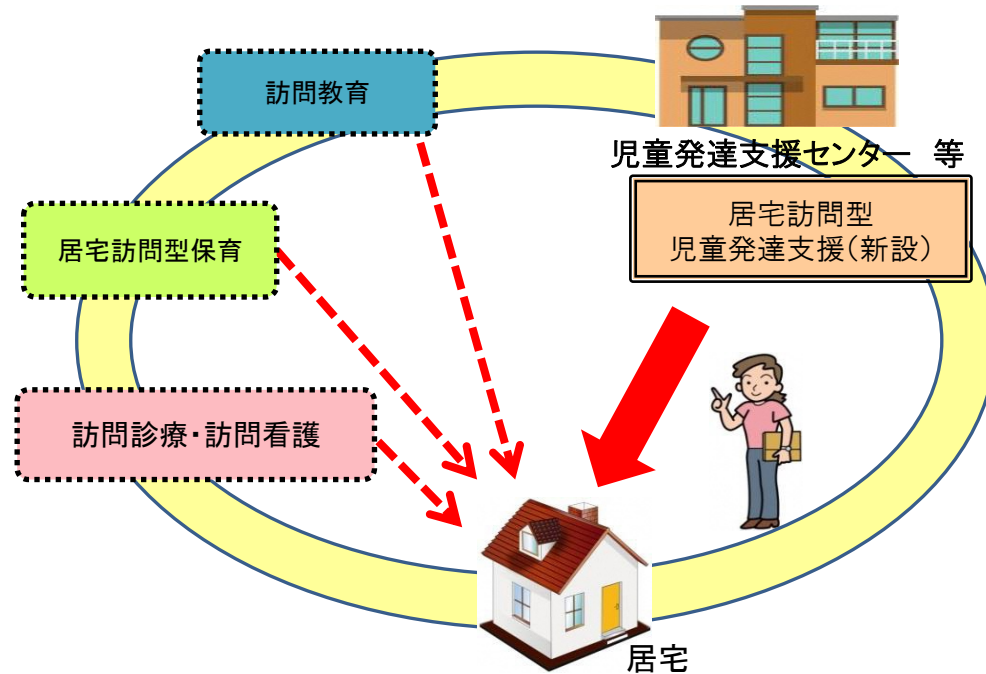 訪問教育
児童発達支援センター 等
居宅訪問型
児童発達支援(新設)
居宅訪問型保育
訪問診療・訪問看護
居宅